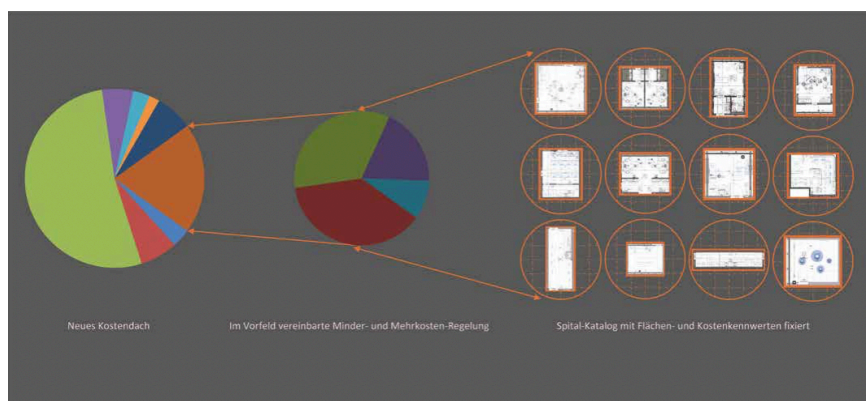 Neues Kostendach
Im Vorfeld vereinbarte Minder- und Mehrkosten-Regelung
Spital-Katalog mit Flächen- und Kostenkennwerten fixiert